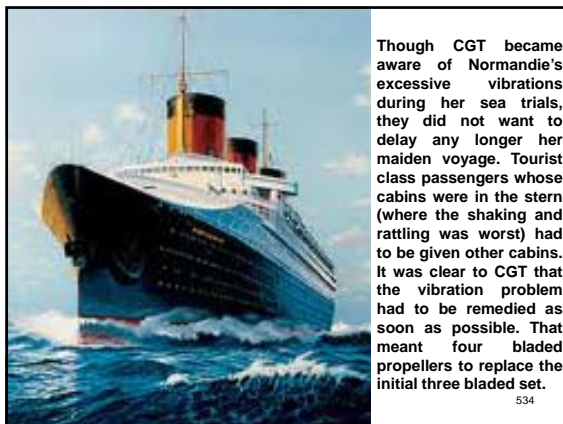 Though CGT became
aware of Normandie's
excessive vibrations
during her sea trials,
they did not want to
delay any longer her
maiden voyage. Tourist
class passengers whose
cabins were in the stern
(where the shaking and
rattling was worst) had
to be given other cabins.
It was clear to CGT that
the vibration problem
had to be remedied as
soon as possible. That
meant four bladed
propellers to replace the
initial three bladed set.
534